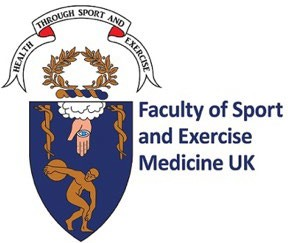 HEALTH THROUGH SPORT AND EXERCISE
Faculty of Sport
and Exercise
Medicine UK